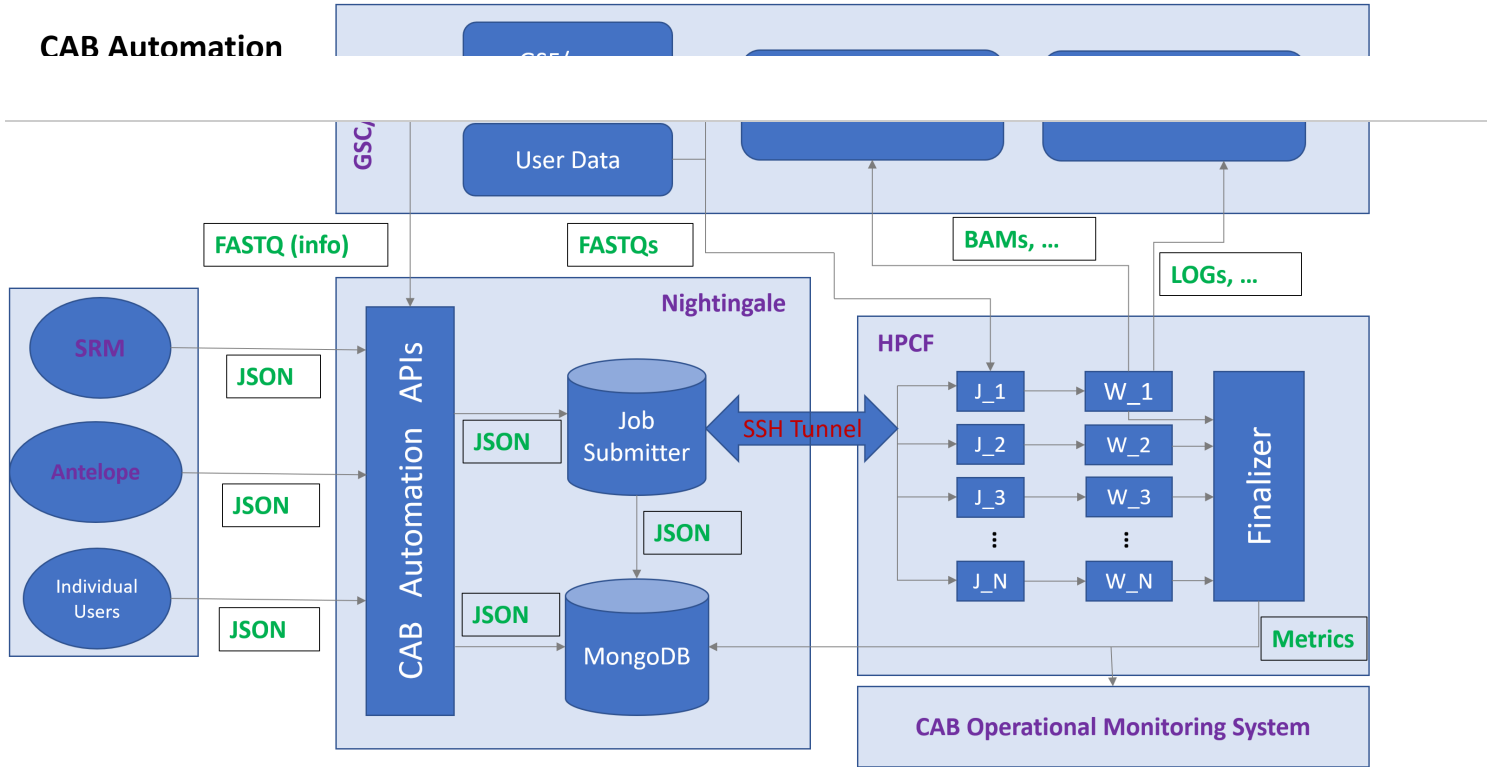 CAB Automation
User Data
FASTQ (info)
FASTQs
BAMs, ...
LOGs, ...
Nightingale
HPCF
SRM
JSON
Antelope
JSON
Individual
Users
JSON
CAB Automation APIs
JSON
Job
Submitter
JSON
JSON
MongoDB
SSH Tunnel
J_1
W_1
J_2
W_2
J_3
W_3
...
...
J_N
W_N
Finalizer
Metrics
CAB Operational Monitoring System